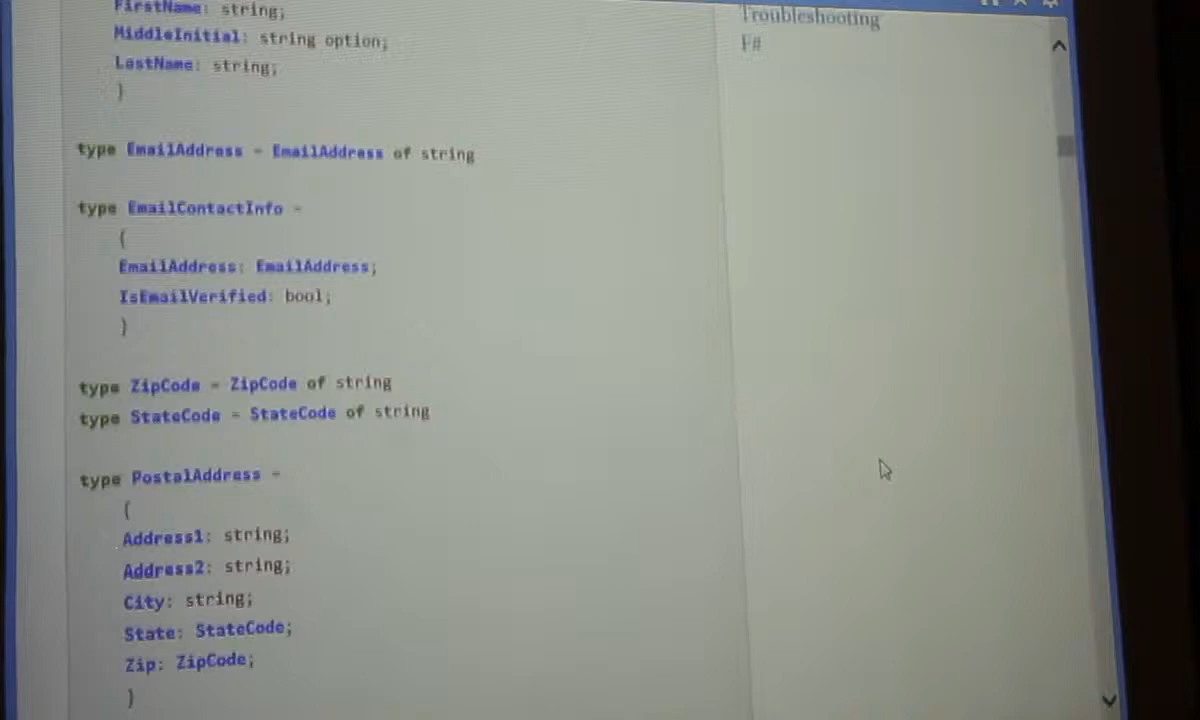 FirstName: string;
MiddleInitial: string option;
LastName: string;
}
type EmailAddress = EmailAddress of string
type EmailContactInfo =
{
EmailAddress: EmailAddress;
IsEmailVerified: bool;
}
type ZipCode = ZipCode of string
type StateCode = StateCode of string
type PostalAddress =
{
Address1: string;
Address2: string;
City: string;
State: StateCode;
Zip: ZipCode;
}
Troubleshooting
F#